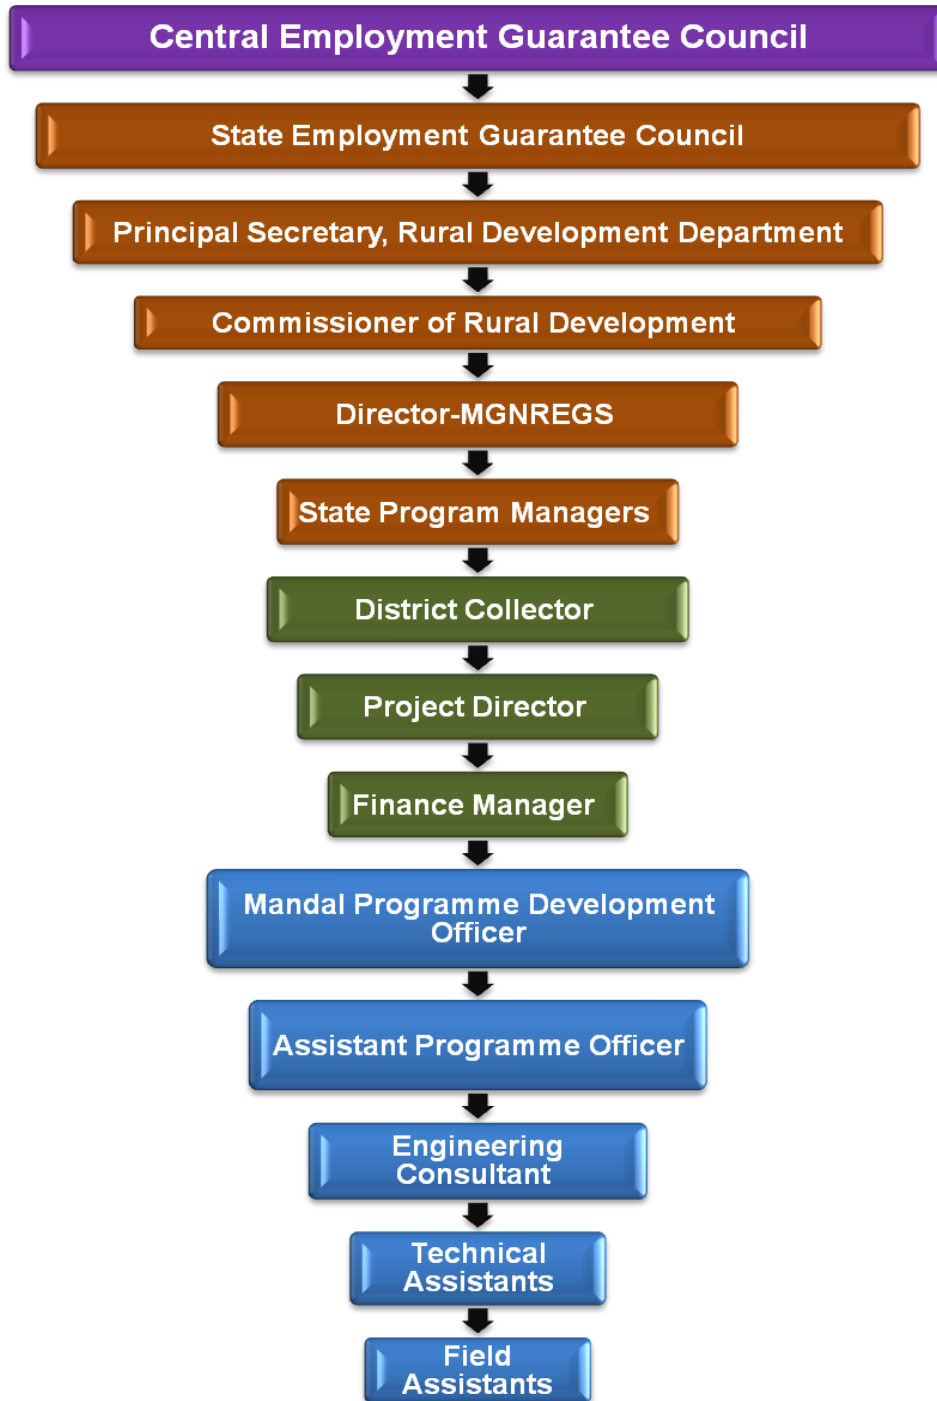 Central Employment Guarantee Council
State Employment Guarantee Council
Principal Secretary, Rural Development Department
Commissioner of Rural Development
Director-MGNREGS
State Program Managers
District Collector
Project Director
Finance Manager
Mandal Programme Development
Officer
Assistant Programme Officer
Engineering
Consultant
Technical
Assistants
Field
Assistants